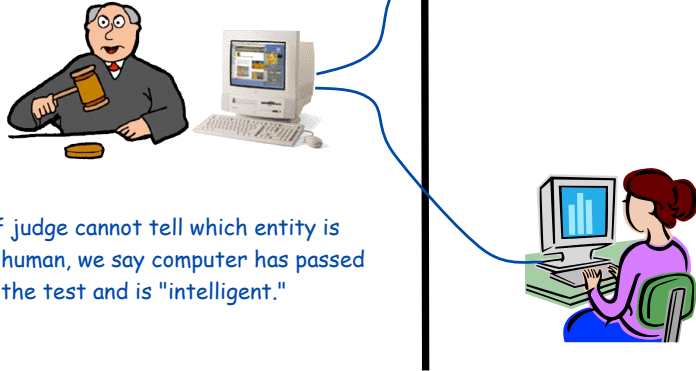 f judge cannot tell which entity is
human, we say computer has passed
the test and is "intelligent."